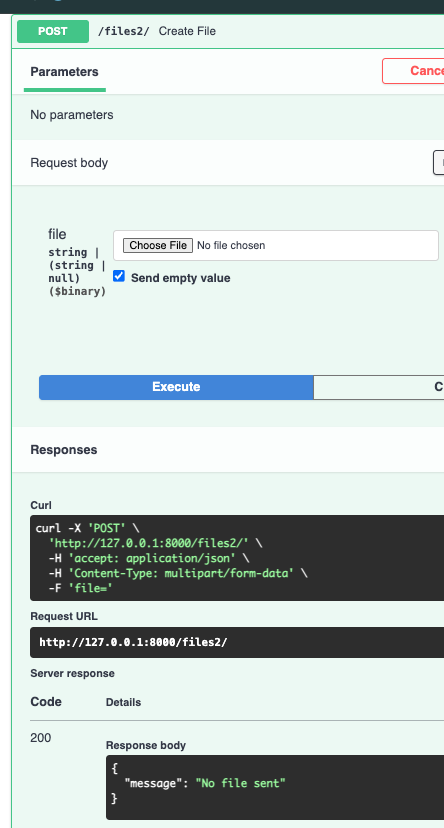 POST /files2/ Create File
Parameters
No parameters
Request body
file
string |
(string |
null)
($binary)
Choose File No file chosen
Send empty value
Execute
Responses
Curl
curl -X 'POST' \
'http://127.0.0.1:8000/files2/' \
-H 'accept: application/json' \
-H 'Content-Type: multipart/form-data' \
-F 'file='
Request URL
http://127.0.0.1:8000/files2/
Server response
Code Details
200
Response body
{
"message": "No file sent"
}